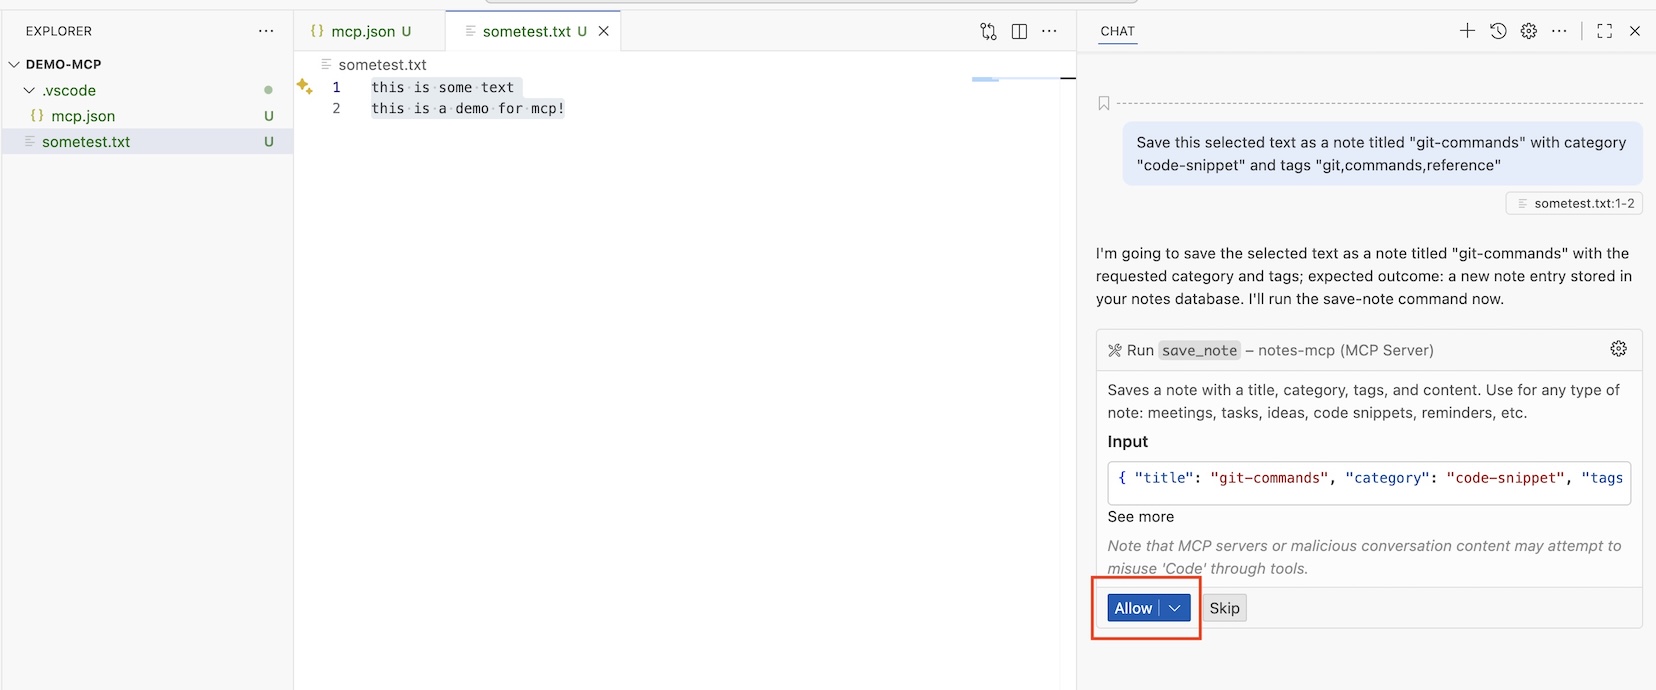 EXPLORER
DEMO-MCP
.vscode
{} mcp.json U
sometest.txt U
{} mcp.json U
sometest.txt U
sometest.txt
1 this is some text
2 this is a demo for mcp!
CHAT
Save this selected text as a note titled "git-commands" with category
"code-snippet" and tags "git,commands,reference"
sometest.txt:1-2
I'm going to save the selected text as a note titled "git-commands" with the
requested category and tags; expected outcome: a new note entry stored in
your notes database. I'll run the save-note command now.
Run save_note – notes-mcp (MCP Server)
Saves a note with a title, category, tags, and content. Use for any type of
note: meetings, tasks, ideas, code snippets, reminders, etc.
Input
{ "title": "git-commands", "category": "code-snippet", "tags
See more
Note that MCP servers or malicious conversation content may attempt to
misuse 'Code' through tools.
Allow
Skip